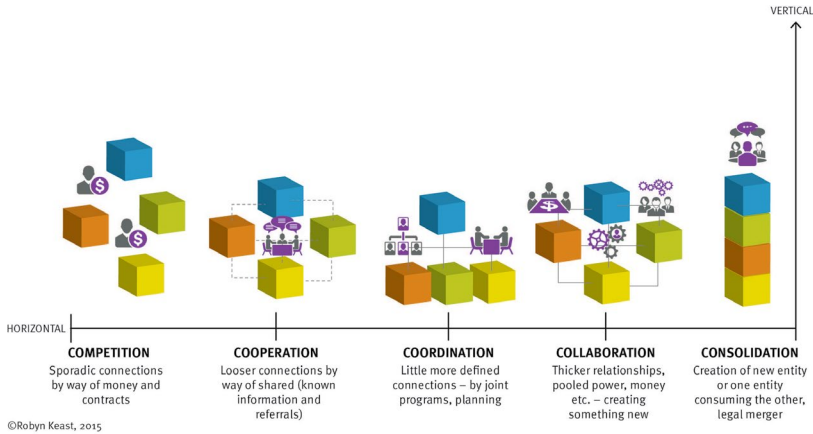 VERTICAL
HORIZONTAL
COMPETITION
Sporadic connections
by way of money and
contracts
COOPERATION
Looser connections by
way of shared (known
information and
referrals)
COORDINATION
Little more defined
connections – by joint
programs, planning
COLLABORATION
Thicker relationships,
pooled power, money
etc. – creating
something new
CONSOLIDATION
Creation of new entity
or one entity
consuming the other,
legal merger
©Robyn Keast, 2015